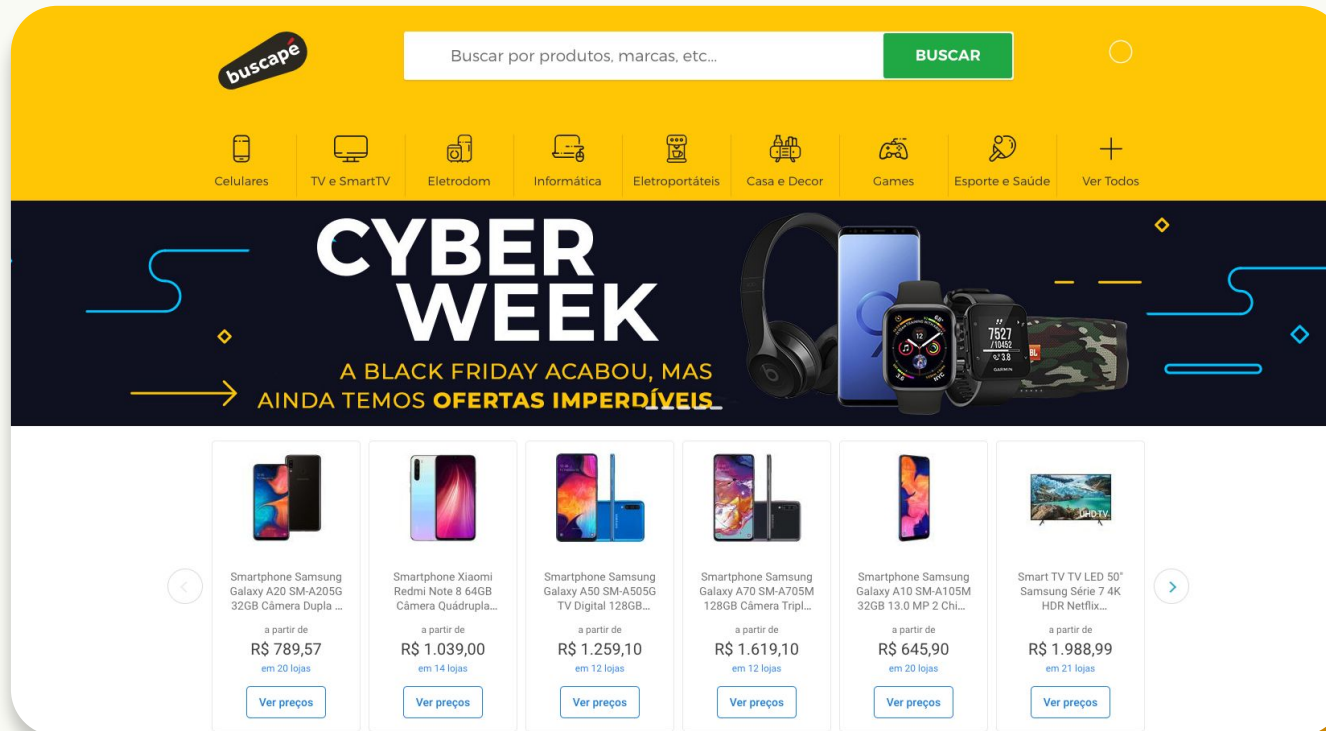 buscapé
Buscar por produtos, marcas, etc...
BUSCAR
Celulares
TV e SmartTV
Eletrodom
Informática
Eletroportáteis
Casa e Decor
Games
Esporte e Saúde
Ver Todos
CYBER
WEEK
A BLACK FRIDAY ACABOU, MAS
AINDA TEMOS OFERTAS IMPERDÍVEIS
7527
/10452
3.8
GARMIN
Smartphone Samsung
Galaxy A20 SM-A205G
32GB Câmera Dupla ...
a partir de
R$ 789,57
em 20 lojas
Ver preços
Smartphone Xiaomi
Redmi Note 8 64GB
Câmera Quádrupla...
a partir de
R$ 1.039,00
em 14 lojas
Ver preços
Smartphone Samsung
Galaxy A50 SM-A505G
TV Digital 128GB...
a partir de
R$ 1.259,10
em 12 lojas
Ver preços
Smartphone Samsung
Galaxy A70 SM-A705M
128GB Câmera Tripl...
a partir de
R$ 1.619,10
em 12 lojas
Ver preços
Smartphone Samsung
Galaxy A10 SM-A105M
32GB 13.0 MP 2 Chi...
a partir de
R$ 645,90
em 20 lojas
Ver preços
UHD TV
Smart TV TV LED 50"
Samsung Série 7 4K
HDR Netflix...
a partir de
R$ 1.988,99
em 21 lojas
Ver preços